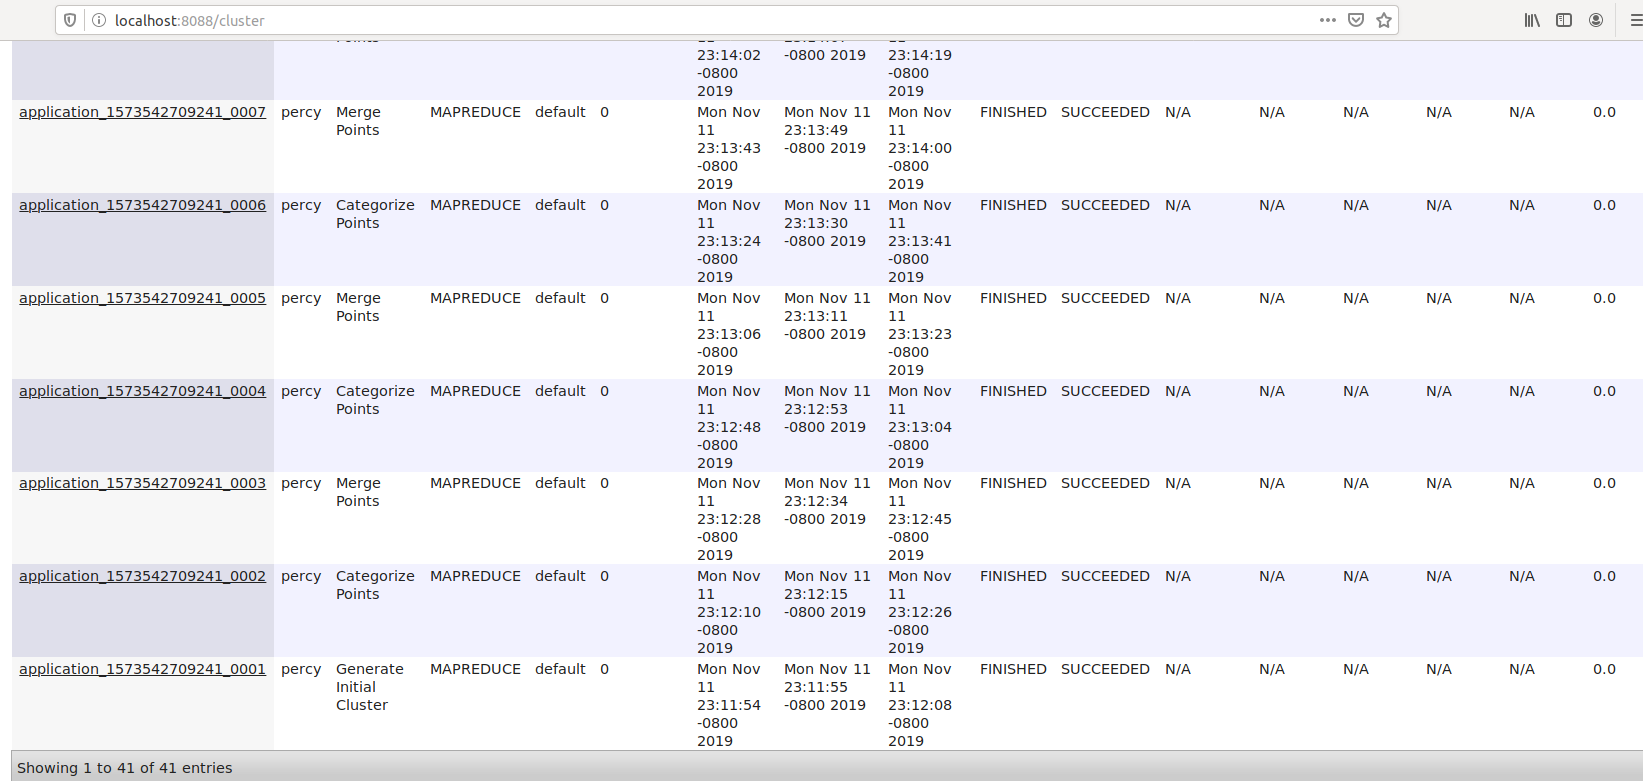 localhost:8088/cluster
23:14:02 -0800 2019 -0800 2019 23:14:19 -0800 2019
application_1573542709241_0007 percy Merge Points MAPREDUCE default 0 Mon Nov 11 23:13:43 -0800 2019 Mon Nov 11 23:13:49 -0800 2019 Mon Nov 11 23:14:00 -0800 2019 FINISHED SUCCEEDED N/A N/A N/A N/A N/A 0.0
application_1573542709241_0006 percy Categorize Points MAPREDUCE default 0 Mon Nov 11 23:13:24 -0800 2019 Mon Nov 11 23:13:30 -0800 2019 Mon Nov 11 23:13:41 -0800 2019 FINISHED SUCCEEDED N/A N/A N/A N/A N/A 0.0
application_1573542709241_0005 percy Merge Points MAPREDUCE default 0 Mon Nov 11 23:13:06 -0800 2019 Mon Nov 11 23:13:11 -0800 2019 Mon Nov 11 23:13:23 -0800 2019 FINISHED SUCCEEDED N/A N/A N/A N/A N/A 0.0
application_1573542709241_0004 percy Categorize Points MAPREDUCE default 0 Mon Nov 11 23:12:48 -0800 2019 Mon Nov 11 23:12:53 -0800 2019 Mon Nov 11 23:13:04 -0800 2019 FINISHED SUCCEEDED N/A N/A N/A N/A N/A 0.0
application_1573542709241_0003 percy Merge Points MAPREDUCE default 0 Mon Nov 11 23:12:28 -0800 2019 Mon Nov 11 23:12:34 -0800 2019 Mon Nov 11 23:12:45 -0800 2019 FINISHED SUCCEEDED N/A N/A N/A N/A N/A 0.0
application_1573542709241_0002 percy Categorize Points MAPREDUCE default 0 Mon Nov 11 23:12:10 -0800 2019 Mon Nov 11 23:12:15 -0800 2019 Mon Nov 11 23:12:26 -0800 2019 FINISHED SUCCEEDED N/A N/A N/A N/A N/A 0.0
application_1573542709241_0001 percy Generate Initial Cluster MAPREDUCE default 0 Mon Nov 11 23:11:54 -0800 2019 Mon Nov 11 23:11:55 -0800 2019 Mon Nov 11 23:12:08 -0800 2019 FINISHED SUCCEEDED N/A N/A N/A N/A N/A 0.0
Showing 1 to 41 of 41 entries